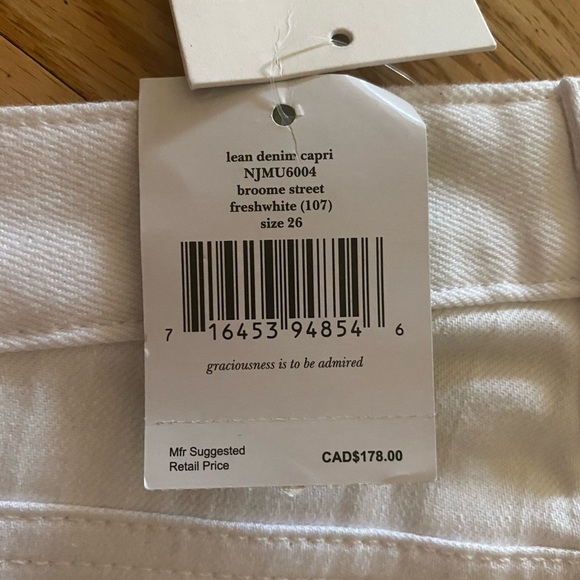 lean denim capri
NJMU6004
broome street
freshwhite (107)
size 26
7 16453 94854 6
graciousness is to be admired
Mfr Suggested
Retail Price CAD$178.00